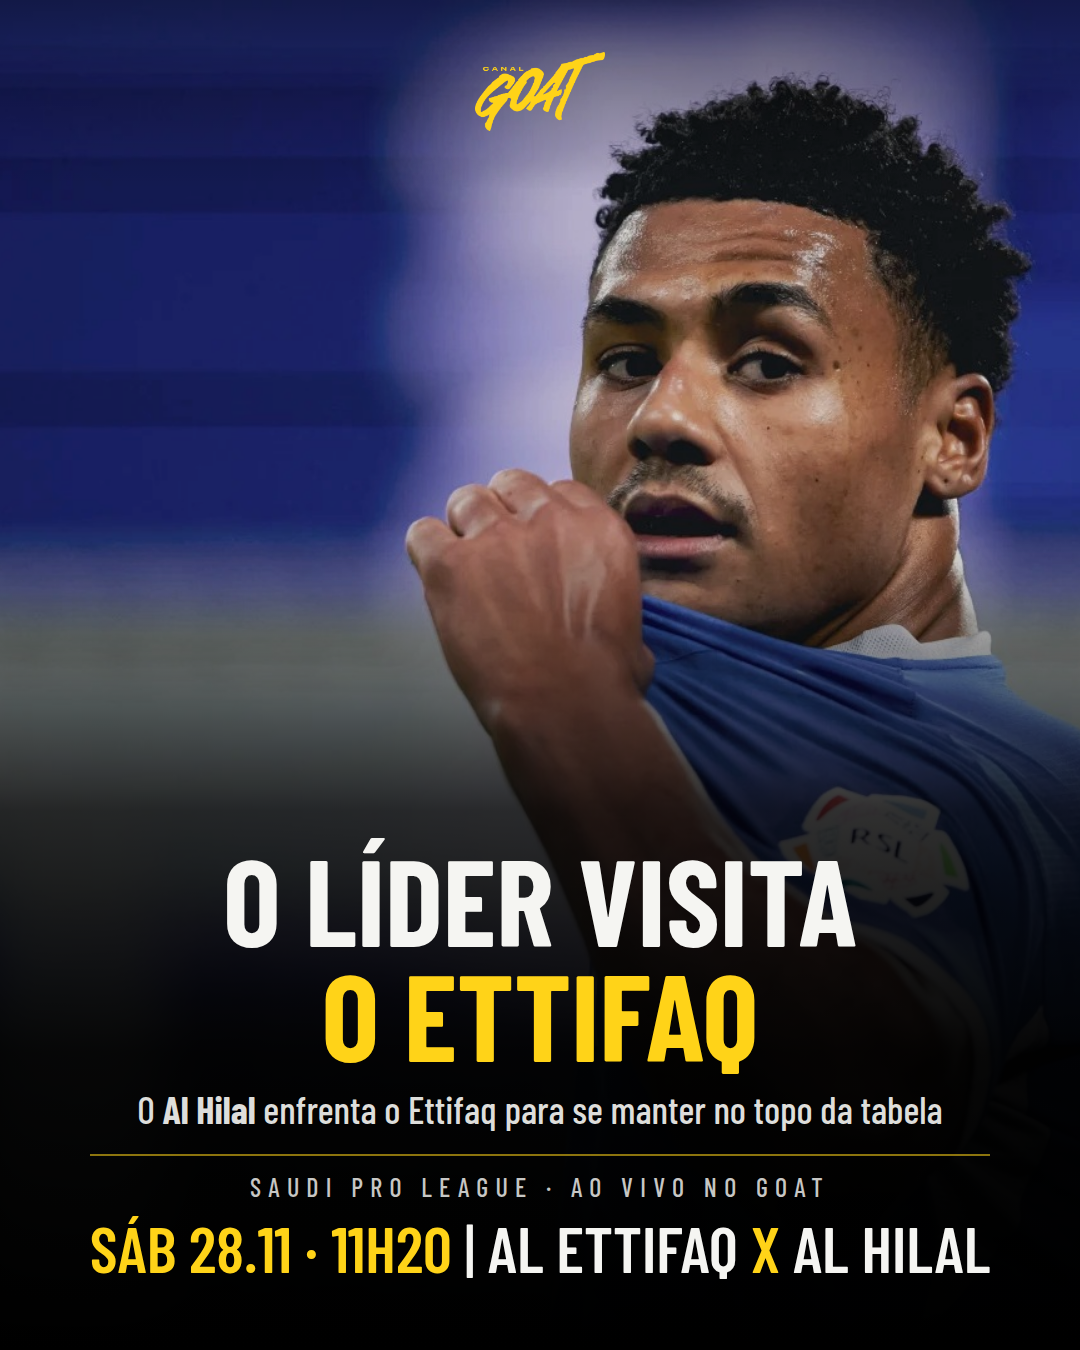 CANAL
GOAT
RSL
O LÍDER VISITA
O ETTIFAQ
O Al Hilal enfrenta o Ettifaq para se manter no topo da tabela
SAUDI PRO LEAGUE · AO VIVO NO GOAT
SÁB 28.11 · 11H20 | AL ETTIFAQ X AL HILAL